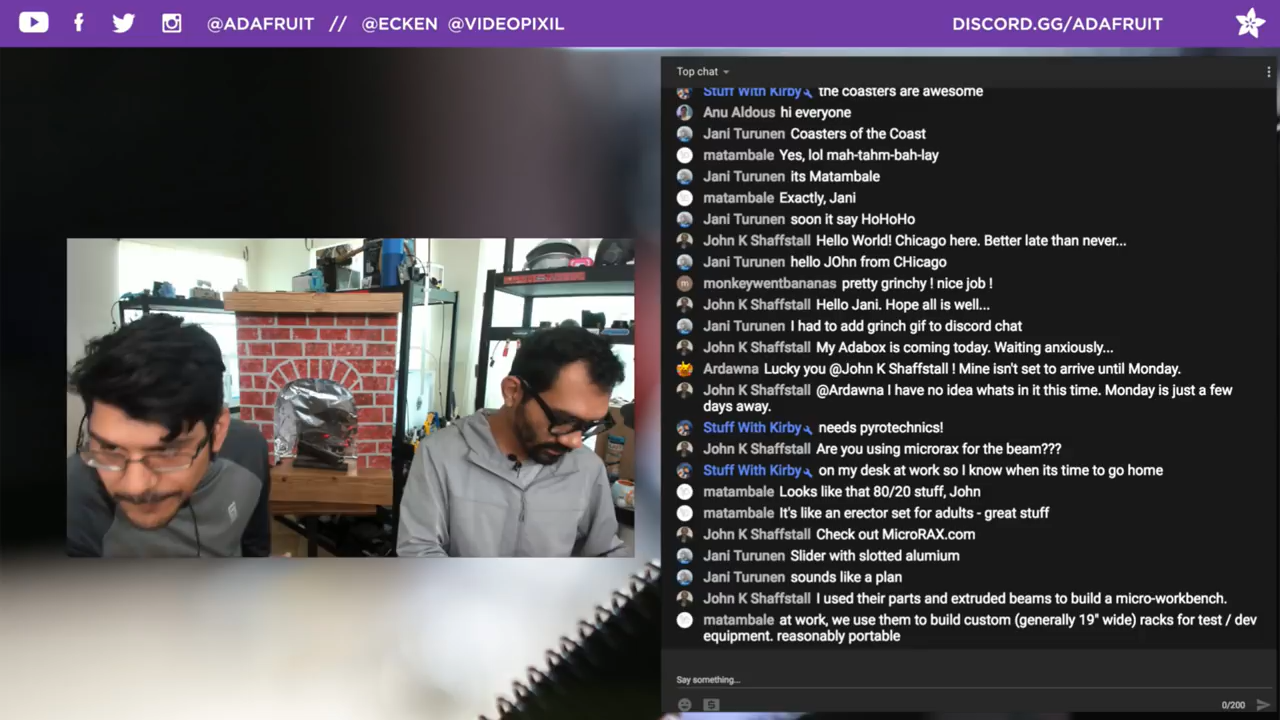 @ADAFRUIT // @ECKEN @VIDEOPIXIL
DISCORD.GG/ADAFRUIT
Top chat
Stuff With Kirby the coasters are awesome
Anu Aldous hi everyone
Jani Turunen Coasters of the Coast
matambale Yes, lol mah-tahm-bah-lay
Jani Turunen its Matambale
matambale Exactly, Jani
Jani Turunen soon it say HoHoHo
John K Shaffstall Hello World! Chicago here. Better late than never...
Jani Turunen hello JOhn from CHicago
m monkeywentbananas pretty grinchy ! nice job !
John K Shaffstall Hello Jani. Hope all is well...
Jani Turunen I had to add grinch gif to discord chat
John K Shaffstall My Adabox is coming today. Waiting anxiously...
Ardawna Lucky you @John K Shaffstall ! Mine isn't set to arrive until Monday.
John K Shaffstall @Ardawna I have no idea whats in it this time. Monday is just a few
days away.
Stuff With Kirby needs pyrotechnics!
John K Shaffstall Are you using microrax for the beam???
Stuff With Kirby on my desk at work so I know when its time to go home
matambale Looks like that 80/20 stuff, John
matambale It's like an erector set for adults - great stuff
John K Shaffstall Check out MicroRAX.com
Jani Turunen Slider with slotted alumium
Jani Turunen sounds like a plan
John K Shaffstall I used their parts and extruded beams to build a micro-workbench.
matambale at work, we use them to build custom (generally 19" wide) racks for test / dev
equipment. reasonably portable
Say something...
0/200